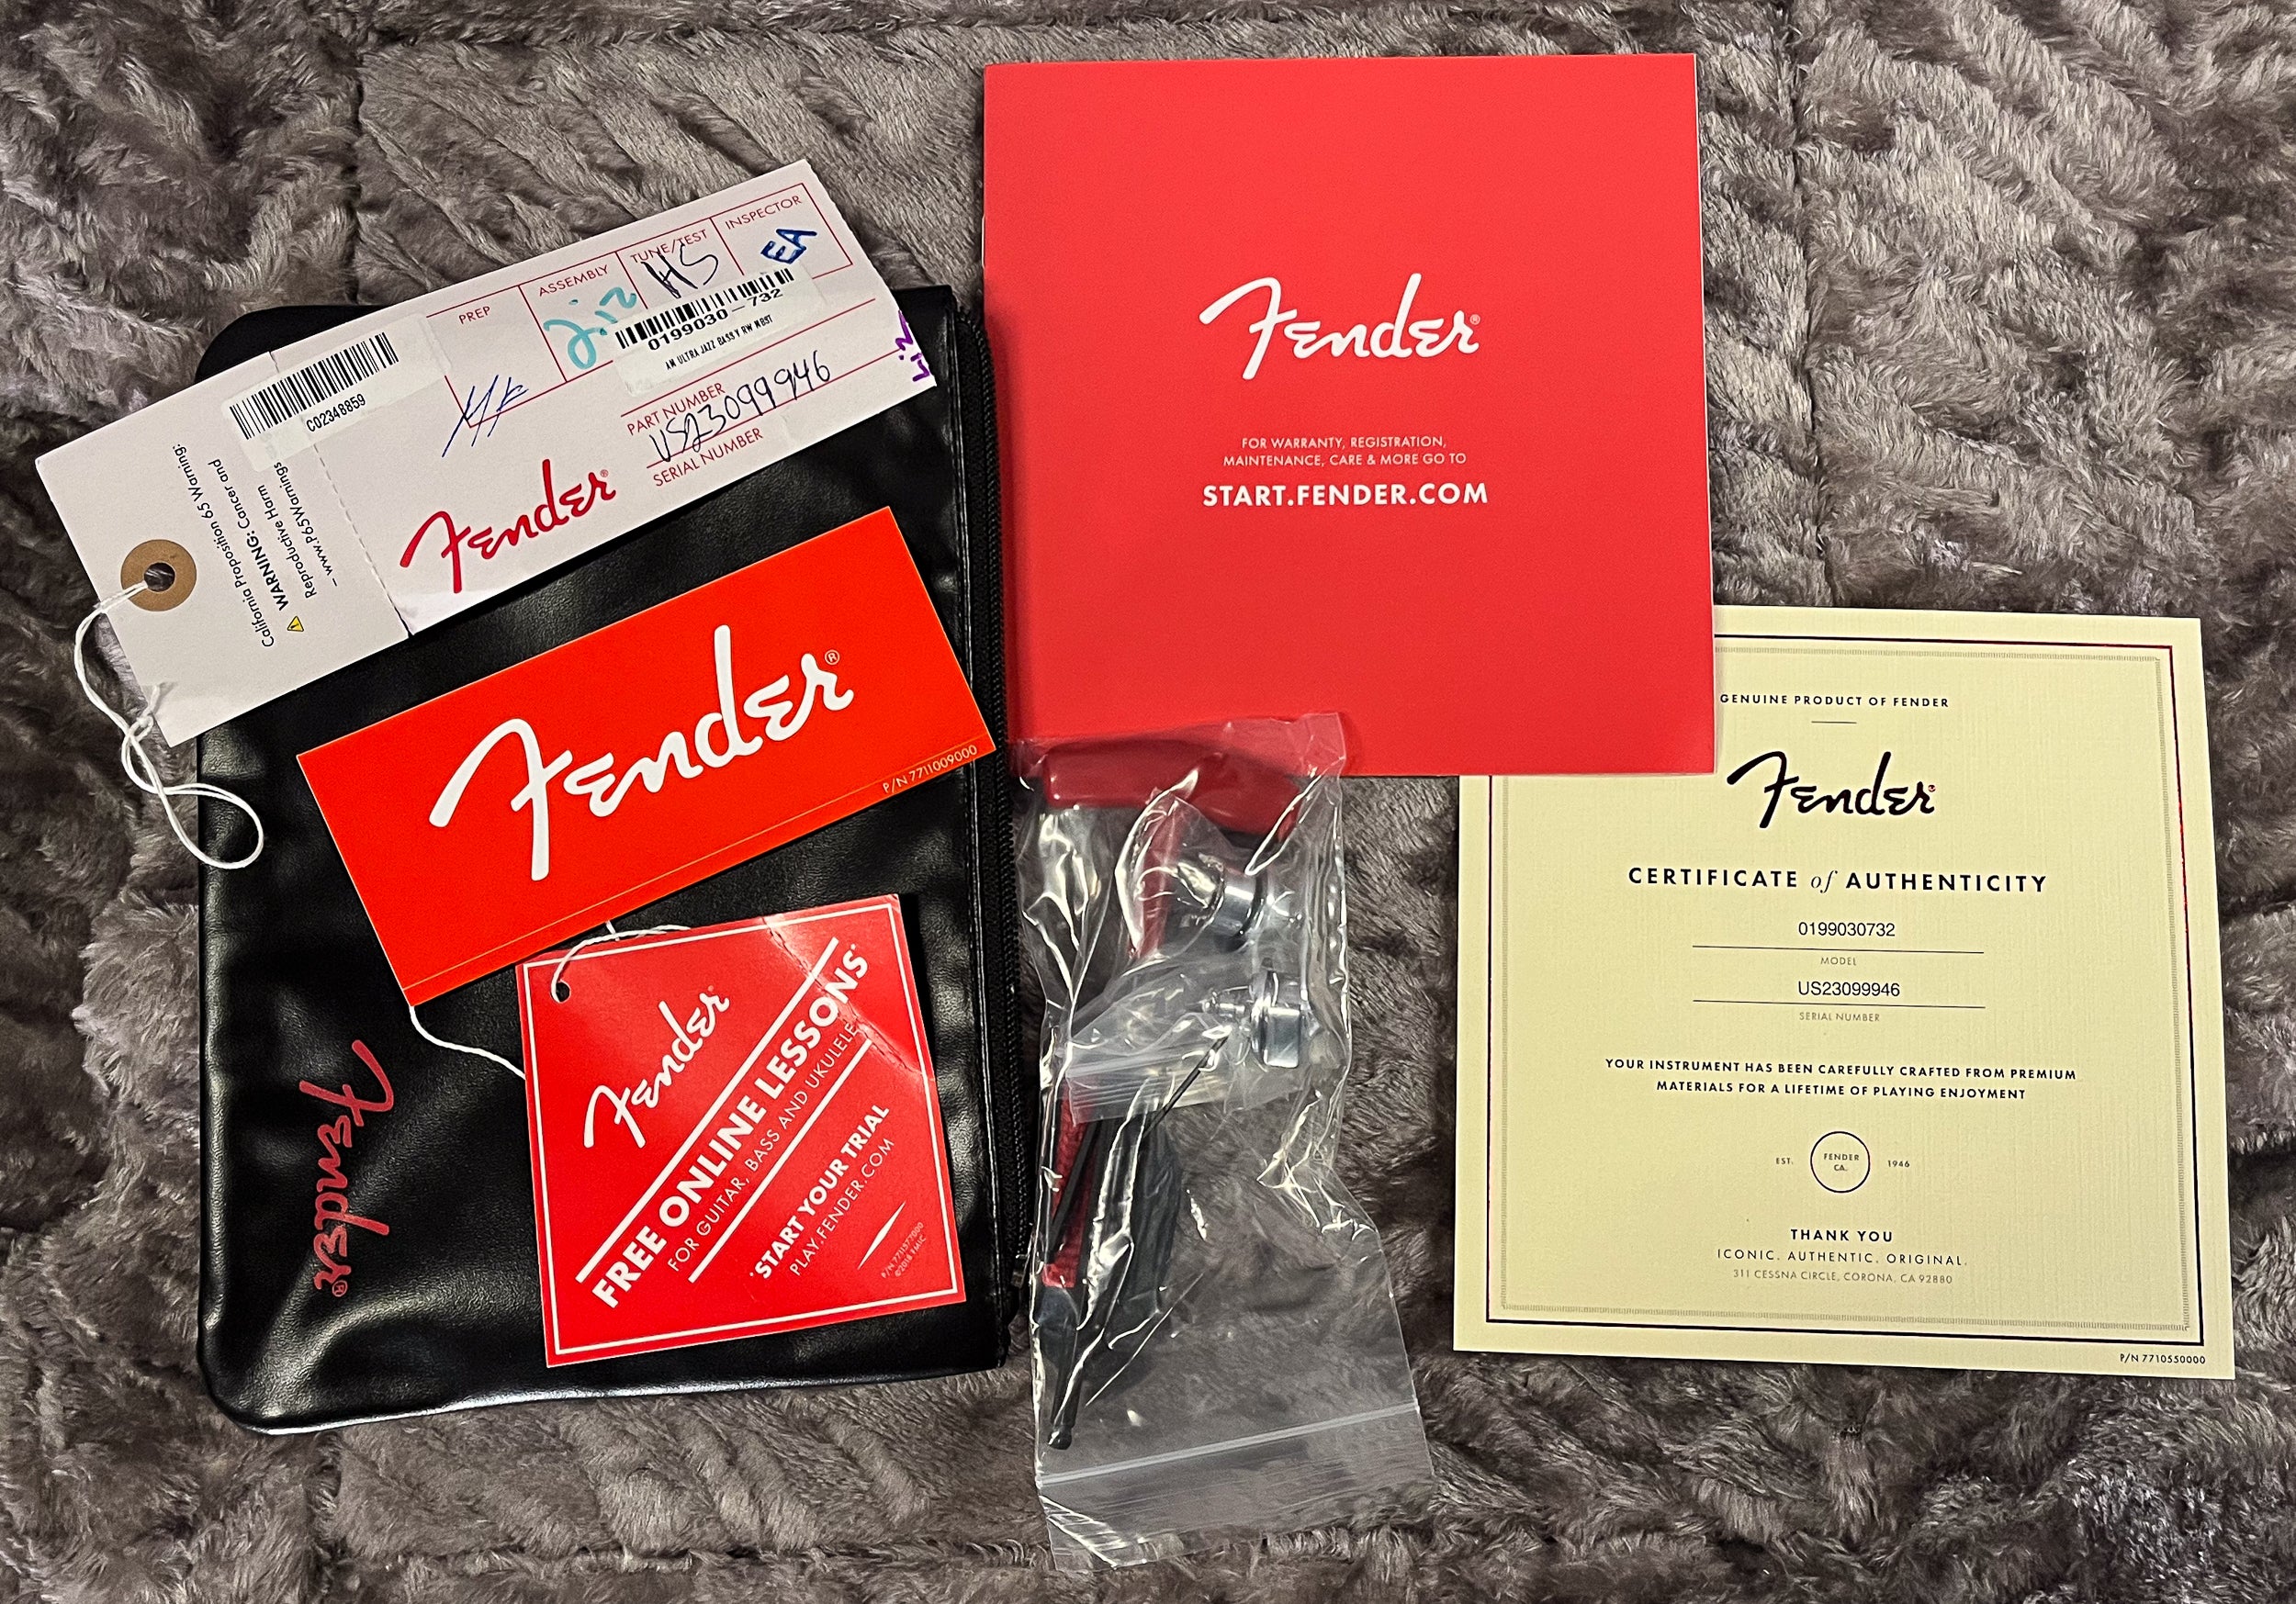 PREP
ASSEMBLY
TUNE/TEST
INSPECTOR
Liz
HS
EA
0199030-732
AM ULTRA JAZZ BASS V RW MBST
PART NUMBER
US23099946
SERIAL NUMBER
C02348859
California Proposition 65 Warning:
WARNING: Cancer and
Reproductive Harm
– www.P65Warnings
Fender®
Fender®
P/N 7711009000
Fender®
FREE ONLINE LESSONS*
FOR GUITAR, BASS AND UKULELE
*START YOUR TRIAL
PLAY.FENDER.COM
Fender®
Fender®
FOR WARRANTY, REGISTRATION,
MAINTENANCE, CARE & MORE GO TO
START.FENDER.COM
GENUINE PRODUCT OF FENDER
Fender
CERTIFICATE of AUTHENTICITY
0199030732
MODEL
US23099946
SERIAL NUMBER
YOUR INSTRUMENT HAS BEEN CAREFULLY CRAFTED FROM PREMIUM
MATERIALS FOR A LIFETIME OF PLAYING ENJOYMENT
EST. FENDER CA. 1946
THANK YOU
ICONIC. AUTHENTIC. ORIGINAL.
311 CESSNA CIRCLE, CORONA, CA 92880
P/N 7710550000